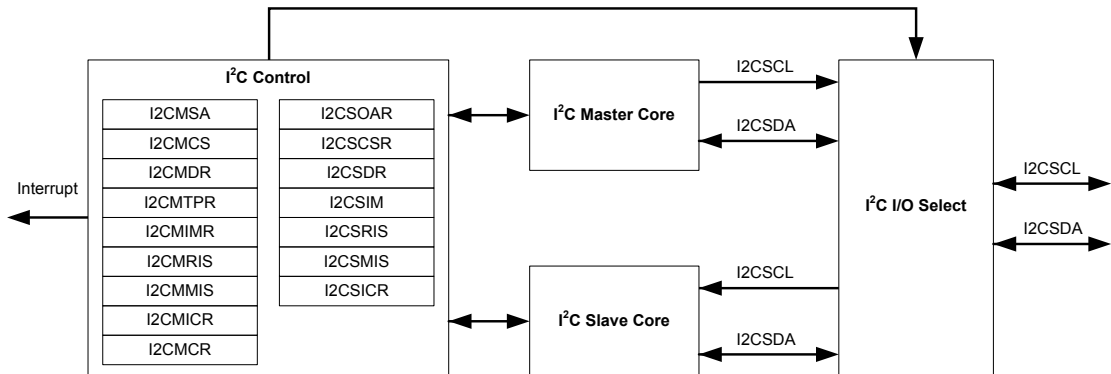 I²C Control
I2CMSA
I2CMCS
I2CMDR
I2CMTPR
I2CMIMR
I2CMRIS
I2CMMIS
I2CMICR
I2CMCR
I2CSOAR
I2CSCSR
I2CSDR
I2CSIM
I2CSRIS
I2CSMIS
I2CSICR
Interrupt
I²C Master Core
I2CSCL
I2CSDA
I²C Slave Core
I2CSCL
I2CSDA
I²C I/O Select
I2CSCL
I2CSDA